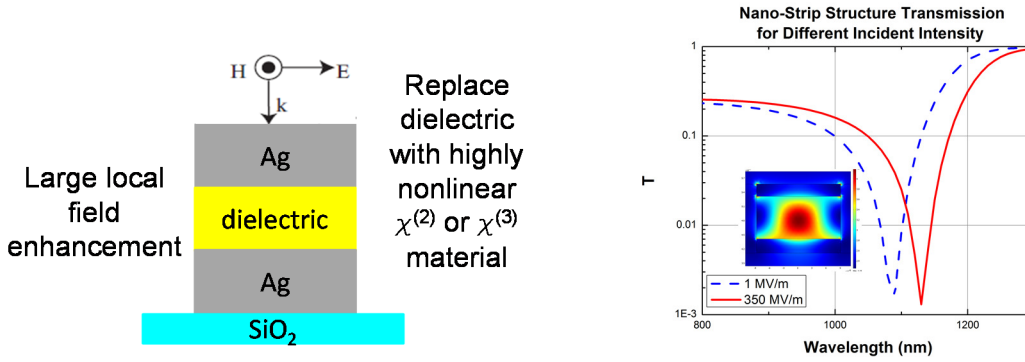 H
E
k
Ag
dielectric
Ag
SiO2
Large local
field
enhancement
Replace
dielectric
with highly
nonlinear
χ(2) or χ(3)
material
Nano-Strip Structure Transmission
for Different Incident Intensity
1
0.1
0.01
1E-3
T
1 MV/m
350 MV/m
800
1000
1200
Wavelength (nm)